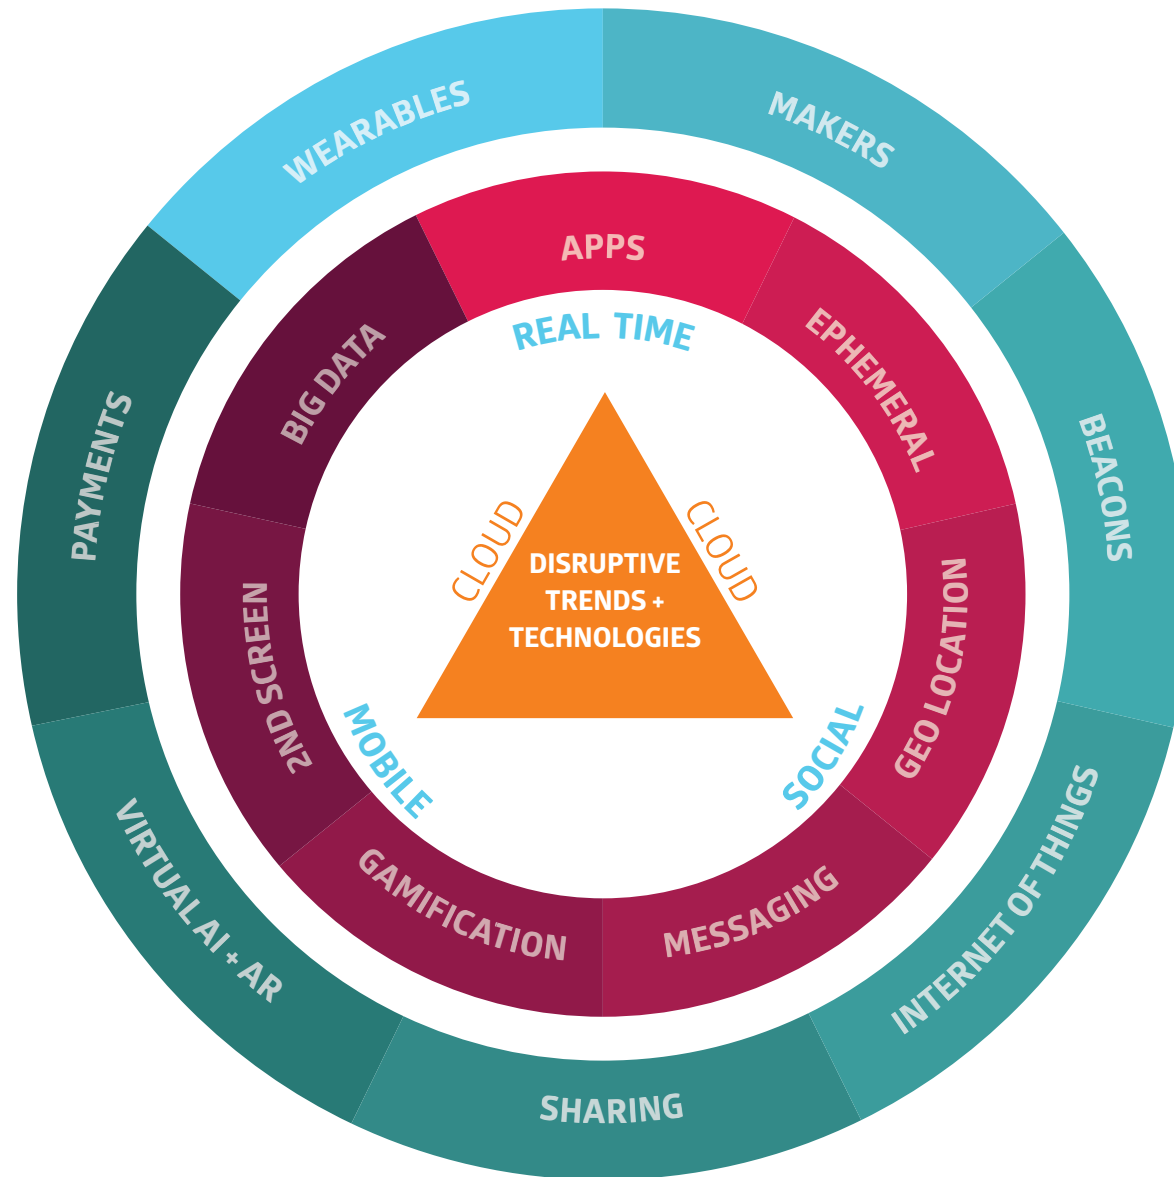 WEARABLES
MAKERS
BEACONS
INTERNET OF THINGS
SHARING
VIRTUAL AI + AR
PAYMENTS
APPS
EPHEMERAL
GEO LOCATION
MESSAGING
GAMIFICATION
2ND SCREEN
BIG DATA
REAL TIME
SOCIAL
MOBILE
CLOUD
CLOUD
DISRUPTIVE
TRENDS +
TECHNOLOGIES